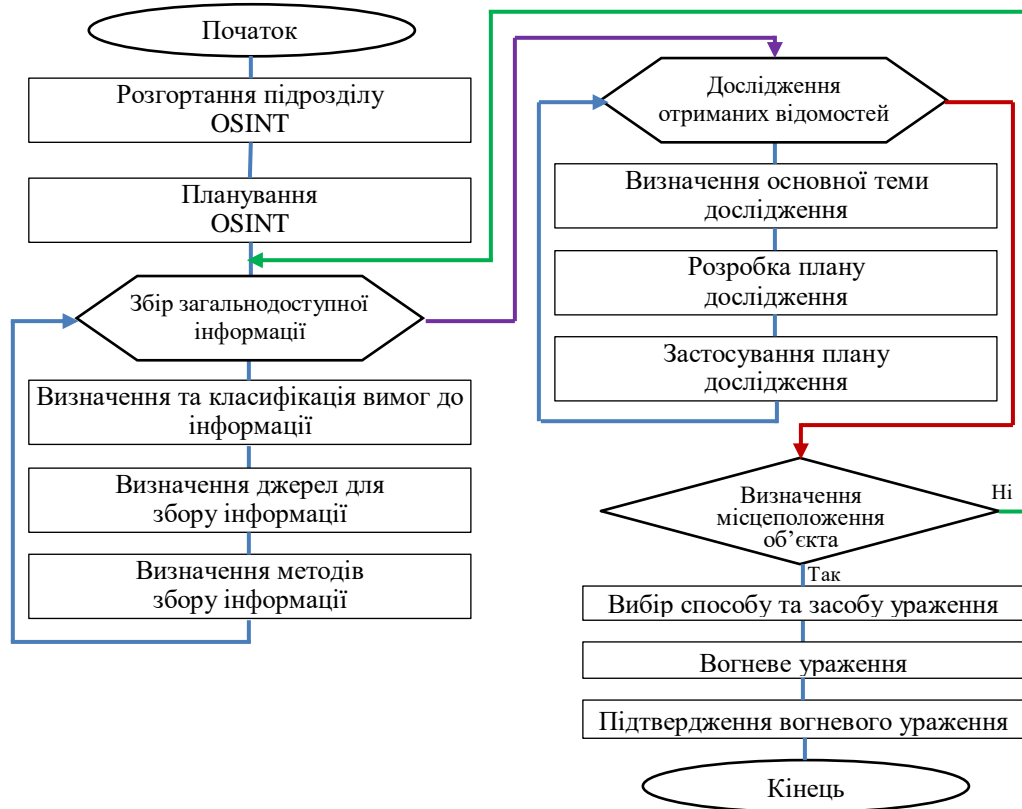 Початок
Розгортання підрозділу
OSINT
Планування
OSINT
Збір загальнодоступної
інформації
Визначення та класифікація вимог до
інформації
Визначення джерел для
збору інформації
Визначення методів
збору інформації
Дослідження
отриманих відомостей
Визначення основної теми
дослідження
Розробка плану
дослідження
Застосування плану
дослідження
Визначення
місцеположення
об’єкта
Ні
Так
Вибір способу та засобу ураження
Вогневе ураження
Підтвердження вогневого ураження
Кінець